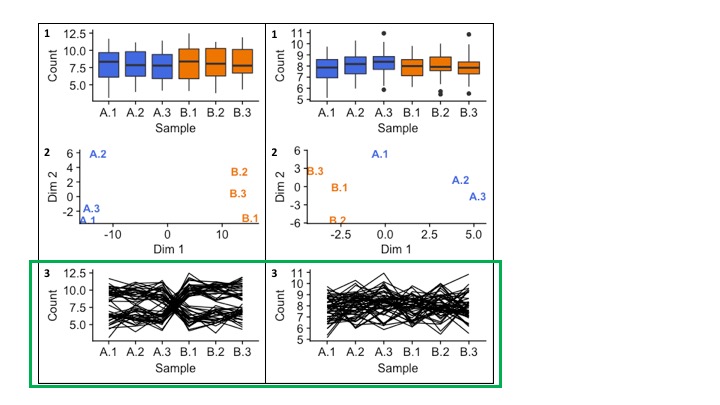 1
12.5
10.0
7.5
5.0
Count
A.1 A.2 A.3 B.1 B.2 B.3
Sample
1
11
10
9
8
7
6
5
Count
A.1 A.2 A.3 B.1 B.2 B.3
Sample
2
6
4
2
0
-2
Dim 2
A.2
B.2
B.3
A.3
A.1
B.1
-10 0 10
Dim 1
2
6
3
0
-3
-6
Dim 2
A.1
B.3
A.2
B.1
A.3
B.2
-2.5 0.0 2.5 5.0
Dim 1
3
12.5
10.0
7.5
5.0
Count
A.1 A.2 A.3 B.1 B.2 B.3
Sample
3
11
10
9
8
7
6
5
Count
A.1 A.2 A.3 B.1 B.2 B.3
Sample